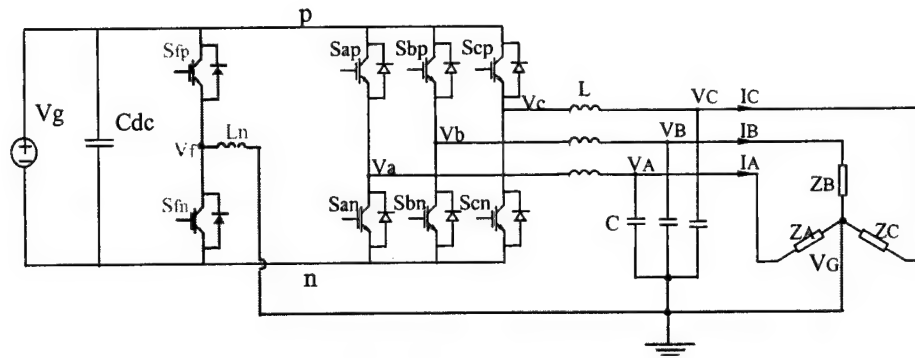 p
Sfp
Sap
Sbp
Scp
Vg
Cdc
Vf
Ln
Va
Vb
Vc
L
VC
IC
VB
IB
VA
IA
Sfn
San
Sbn
Scn
C
ZB
ZA
ZC
VG
n